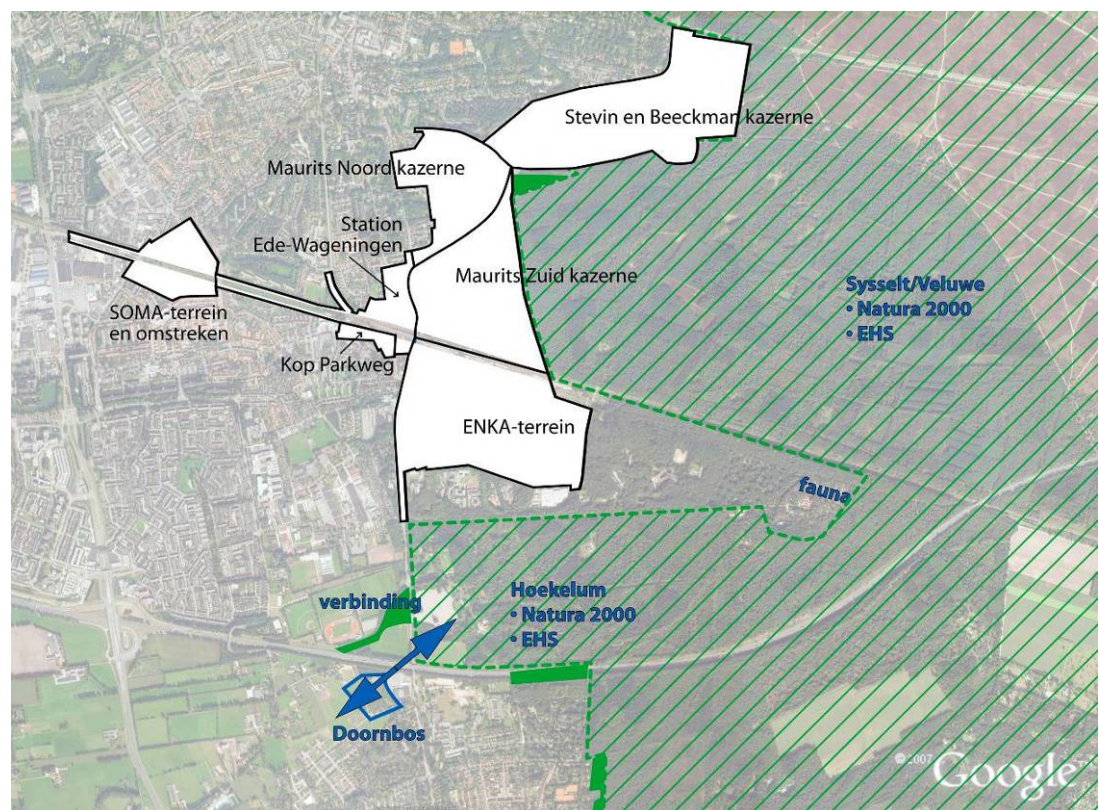 Stevin en Beeckman kazerne
Maurits Noord kazerne
Station
Ede-Wageningen
Maurits Zuid kazerne
SOMA-terrein
en omstreken
Kop Parkweg
Sysselt/Veluwe
• Natura 2000
• EHS
ENKA-terrein
fauna
verbinding
Hoekelum
• Natura 2000
• EHS
Doornbos
© 2007 Google™